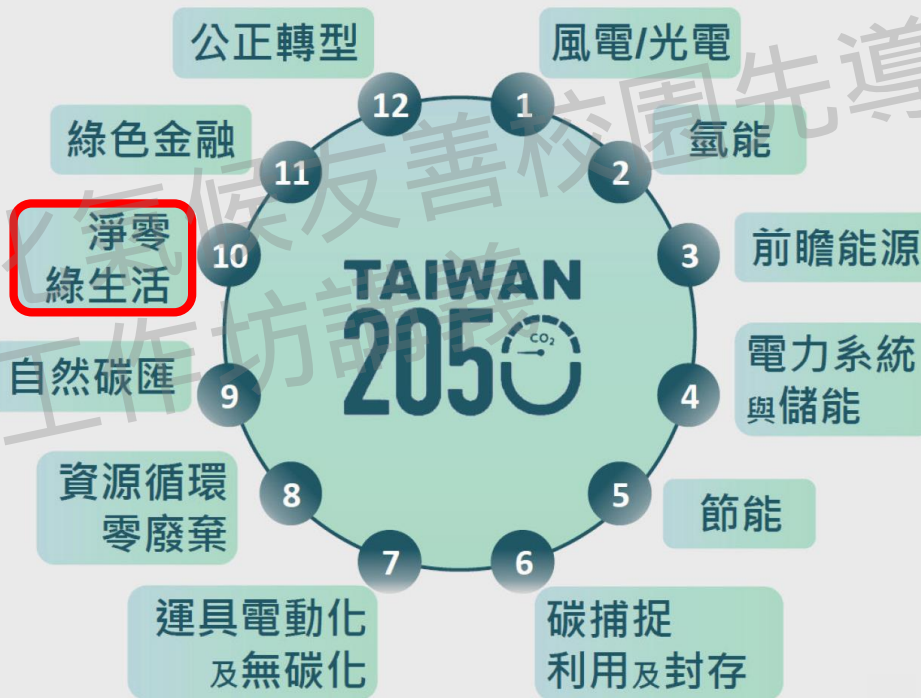 公正轉型
風電/光電
12
1
綠色金融
氫能
11
2
淨零
綠生活
10
3
前瞻能源
TAIWAN
2050
CO₂
自然碳匯
9
4
電力系統
與儲能
資源循環
零廢棄
8
5
節能
7
6
運具電動化
及無碳化
碳捕捉
利用及封存
氣候友善校園先導
工作坊講義